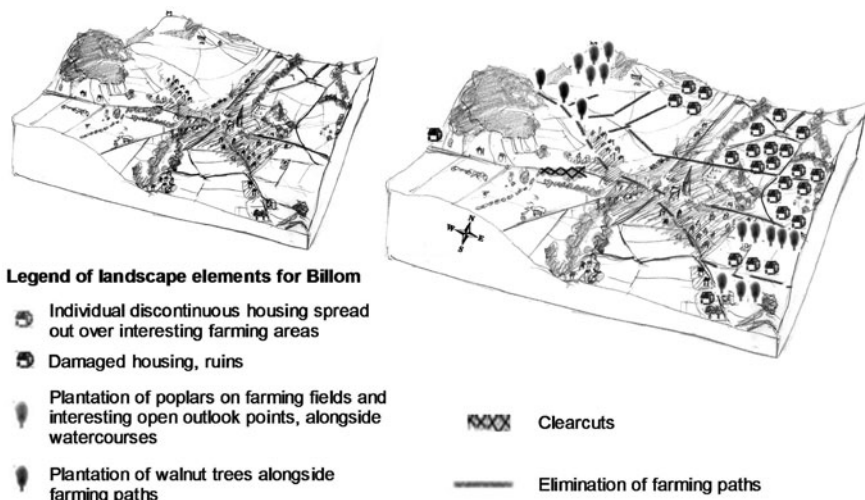 N
W
E
S
Legend of landscape elements for Billom
Individual discontinuous housing spread
out over interesting farming areas
Damaged housing, ruins
Plantation of poplars on farming fields and
interesting open outlook points, alongside
watercourses
Plantation of walnut trees alongside
farming paths
Clearcuts
Elimination of farming paths